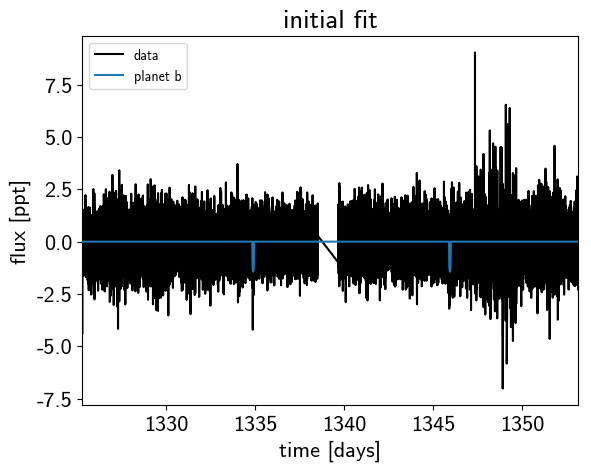 initial fit
data
planet b
7.5
5.0
2.5
0.0
-2.5
-5.0
-7.5
flux [ppt]
1330 1335 1340 1345 1350
time [days]